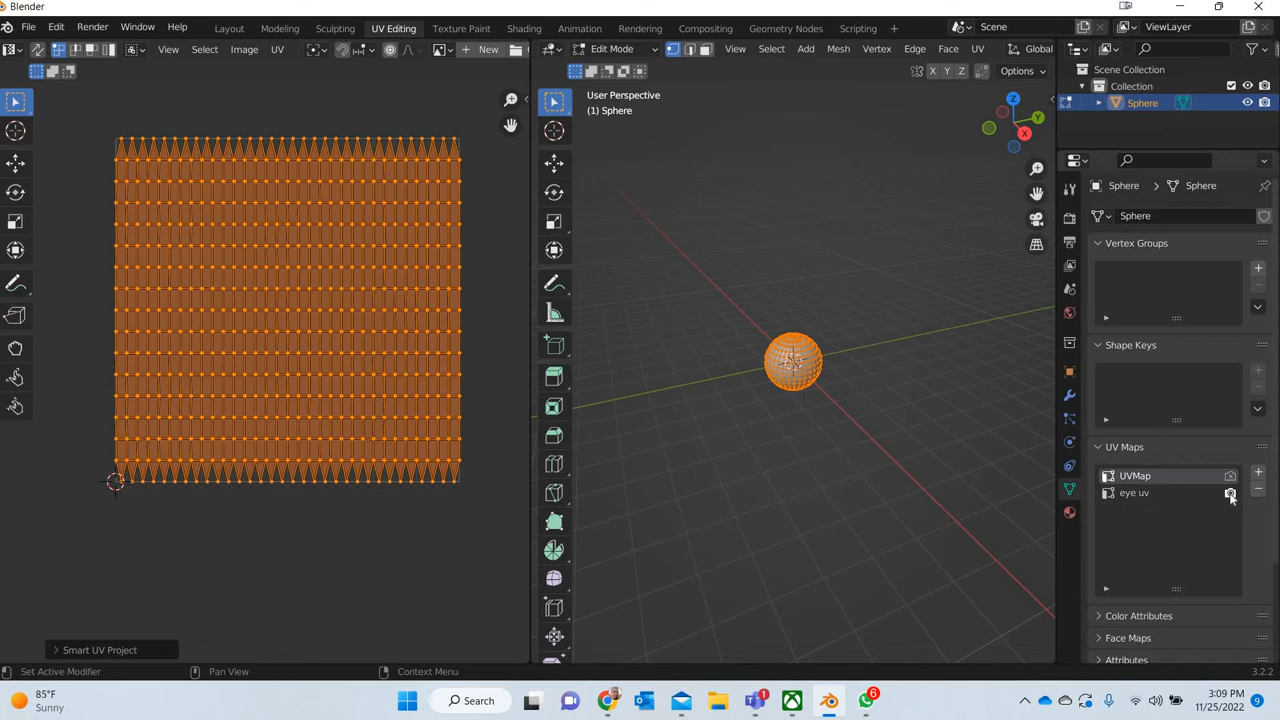 Blender
File Edit Render Window Help Layout Modeling Sculpting UV Editing Texture Paint Shading Animation Rendering Compositing Geometry Nodes Scripting Scene ViewLayer
View Select Image UV New Edit Mode View Select Add Mesh Vertex Edge Face UV Global
X Y Z Options
User Perspective
(1) Sphere
Z
Y
X
Scene Collection
Collection
Sphere
Sphere Sphere
Sphere
Vertex Groups
Shape Keys
UV Maps
UVMap
eye uv
Color Attributes
Face Maps
Attributes
Smart UV Project
Set Active Modifier Pan View Context Menu 3.2.2
85°F
Sunny
Search
1
6
3:09 PM
11/25/2022
9